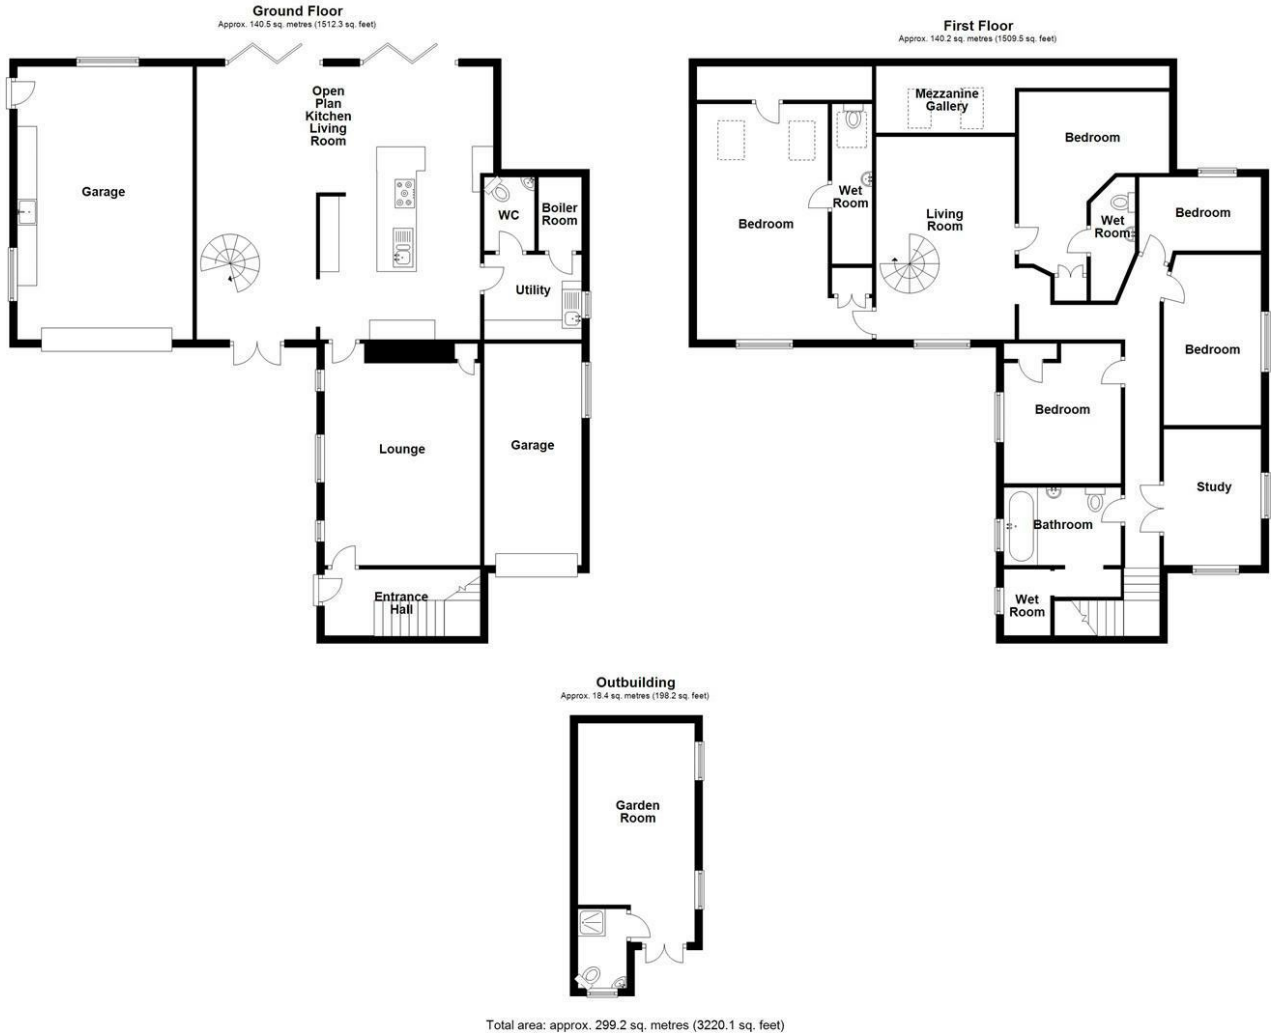 Ground Floor
Approx. 140.5 sq. metres (1512.3 sq. feet)
Open
Plan
Kitchen
Living
Room
Garage
WC
Boiler
Room
Utility
Lounge
Garage
Entrance
Hall
First Floor
Approx. 140.2 sq. metres (1509.5 sq. feet)
Mezzanine
Gallery
Bedroom
Wet
Room
Bedroom
Living
Room
Wet
Room
Bedroom
Bedroom
Bedroom
Study
Bathroom
Wet
Room
Outbuilding
Approx. 18.4 sq. metres (198.2 sq. feet)
Garden
Room
Total area: approx. 299.2 sq. metres (3220.1 sq. feet)